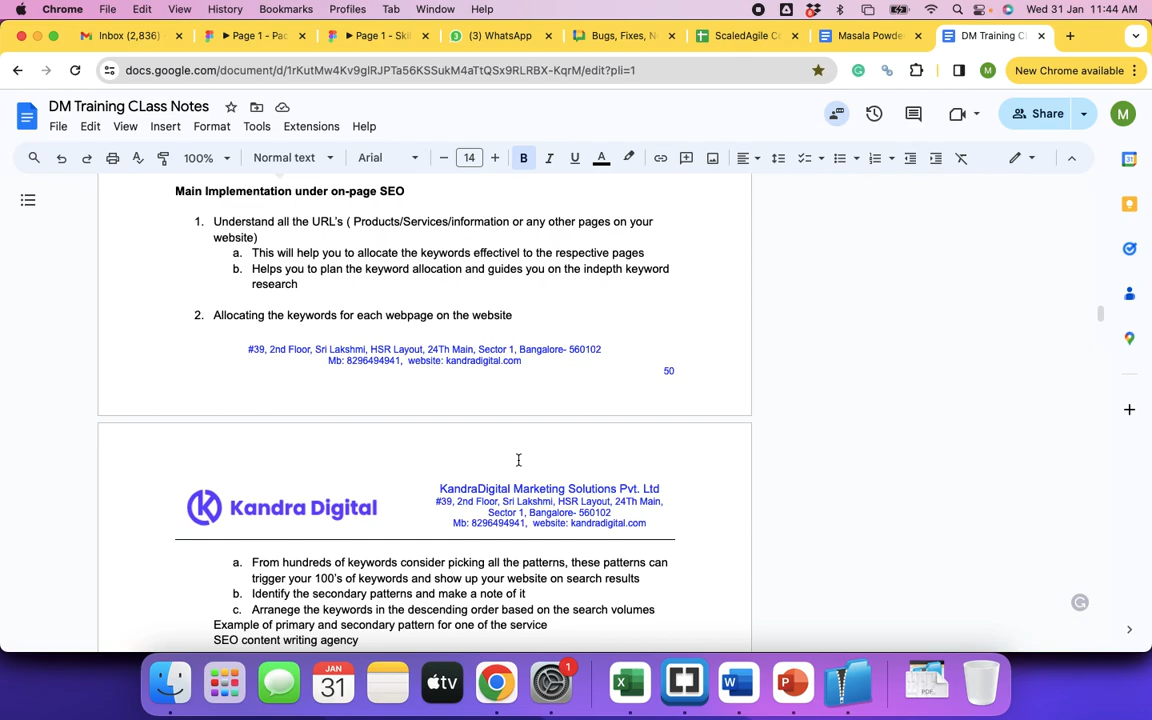 Chrome File Edit View History Bookmarks Profiles Tab Window Help Wed 31 Jan 11:44 AM
Inbox (2,836) Page 1 - Pac Page 1 - Skil (3) WhatsApp Bugs, Fixes, N ScaledAgile C Masala Powde DM Training C
docs.google.com/document/d/1rKutMw4Kv9glRJPTa56KSSukM4aTtQSx9RLRBX-KqrM/edit?pli=1 New Chrome available
DM Training CLass Notes
File Edit View Insert Format Tools Extensions Help
Share M
100% Normal text Arial 14 B I U A
Main Implementation under on-page SEO
1. Understand all the URL's ( Products/Services/information or any other pages on your
website)
a. This will help you to allocate the keywords effectivel to the respective pages
b. Helps you to plan the keyword allocation and guides you on the indepth keyword
research
2. Allocating the keywords for each webpage on the website
#39, 2nd Floor, Sri Lakshmi, HSR Layout, 24Th Main, Sector 1, Bangalore- 560102
Mb: 8296494941, website: kandradigital.com
50
Kandra Digital
KandraDigital Marketing Solutions Pvt. Ltd
#39, 2nd Floor, Sri Lakshmi, HSR Layout, 24Th Main,
Sector 1, Bangalore- 560102
Mb: 8296494941, website: kandradigital.com
a. From hundreds of keywords consider picking all the patterns, these patterns can
trigger your 100's of keywords and show up your website on search results
b. Identify the secondary patterns and make a note of it
c. Arranege the keywords in the descending order based on the search volumes
Example of primary and secondary pattern for one of the service
SEO content writing agency
JAN
31
tv
1
X
W
P
PDF